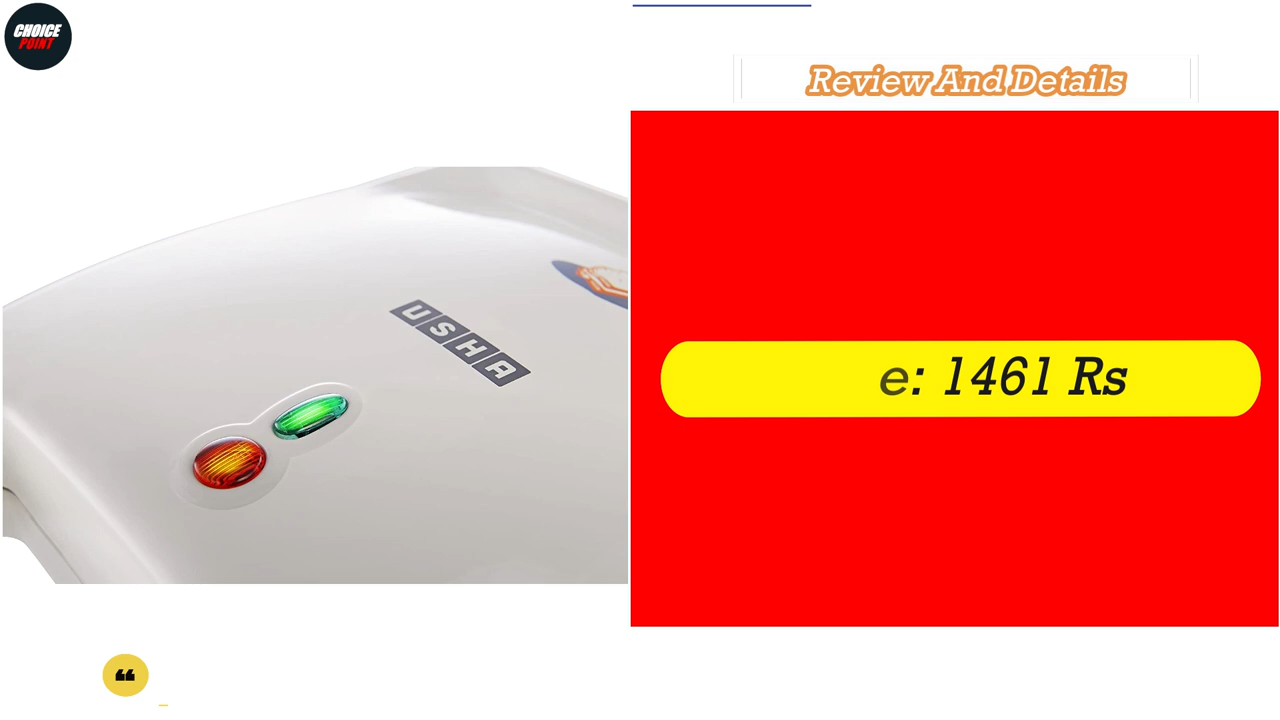 CHOICE
POINT
Review And Details
USHA
e: 1461 Rs
❝